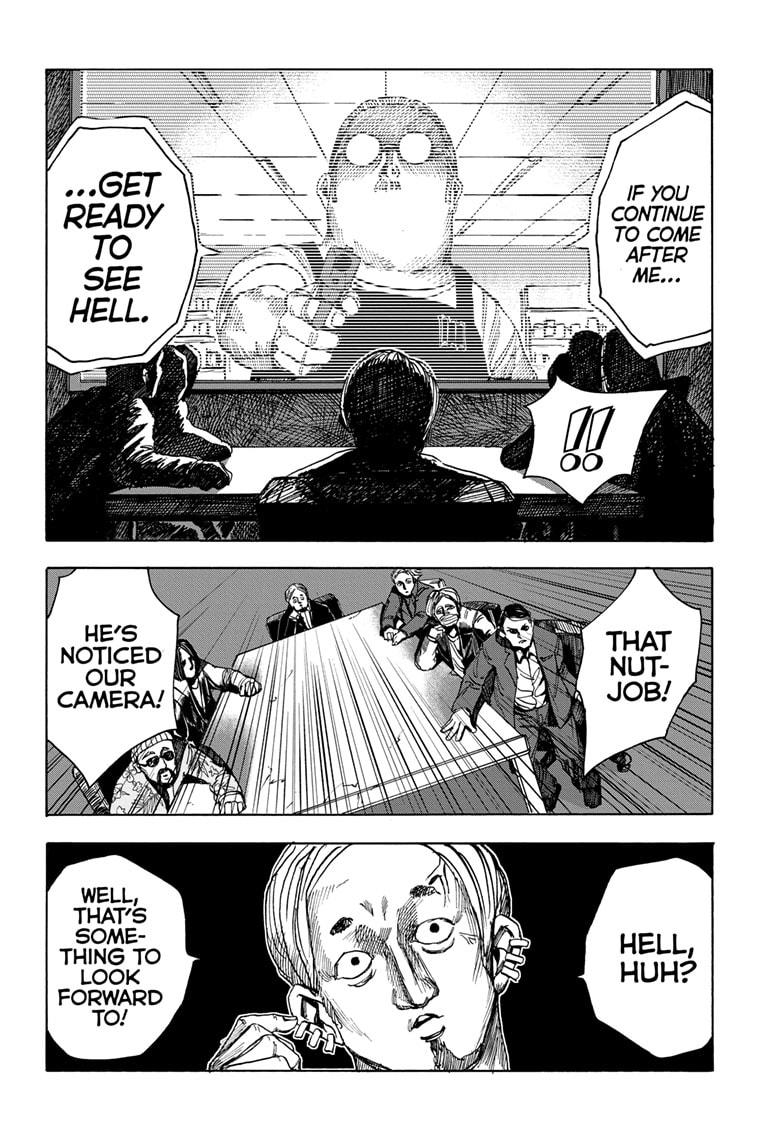 IF YOU
CONTINUE
TO COME
AFTER
ME...
...GET
READY
TO
SEE
HELL.
!!
THAT
NUT-
JOB!
HE'S
NOTICED
OUR
CAMERA!
HELL,
HUH?
WELL,
THAT'S
SOME-
THING TO
LOOK
FORWARD
TO!